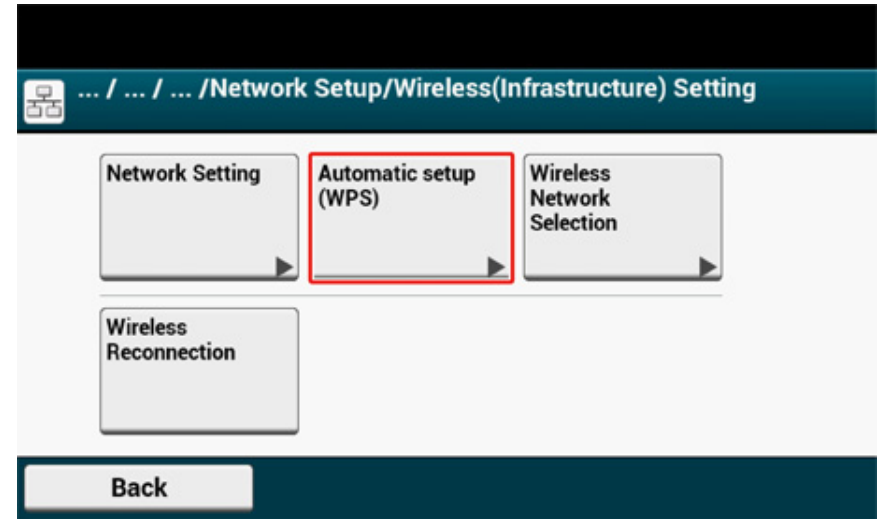 ... / ... / ... /Network Setup/Wireless(Infrastructure) Setting
Network Setting
Automatic setup
(WPS)
Wireless
Network
Selection
Wireless
Reconnection
Back